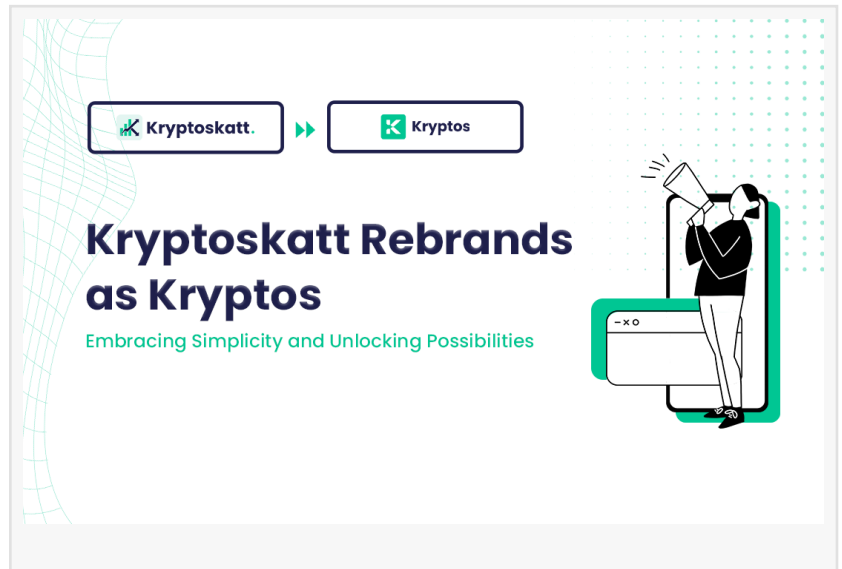 Kryptoskatt.
Kryptos
Kryptoskatt Rebrands
as Kryptos
Embracing Simplicity and Unlocking Possibilities